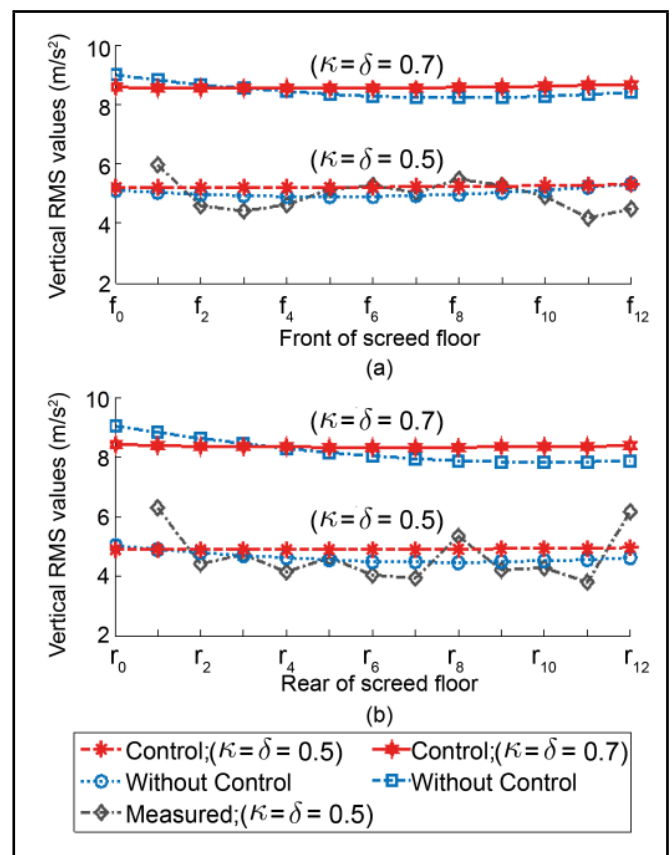 Vertical RMS values (m/s²)
10
8
6
4
2
(κ=δ= 0.7)
(κ=δ= 0.5)
f₀ f₂ f₄ f₆ f₈ f₁₀ f₁₂
Front of screed floor
(a)
Vertical RMS values (m/s²)
10
8
6
4
2
(κ=δ= 0.7)
(κ=δ= 0.5)
r₀ r₂ r₄ r₆ r₈ r₁₀ r₁₂
Rear of screed floor
(b)
Control;(κ=δ= 0.5) Control;(κ=δ= 0.7)
Without Control Without Control
Measured;(κ=δ= 0.5)